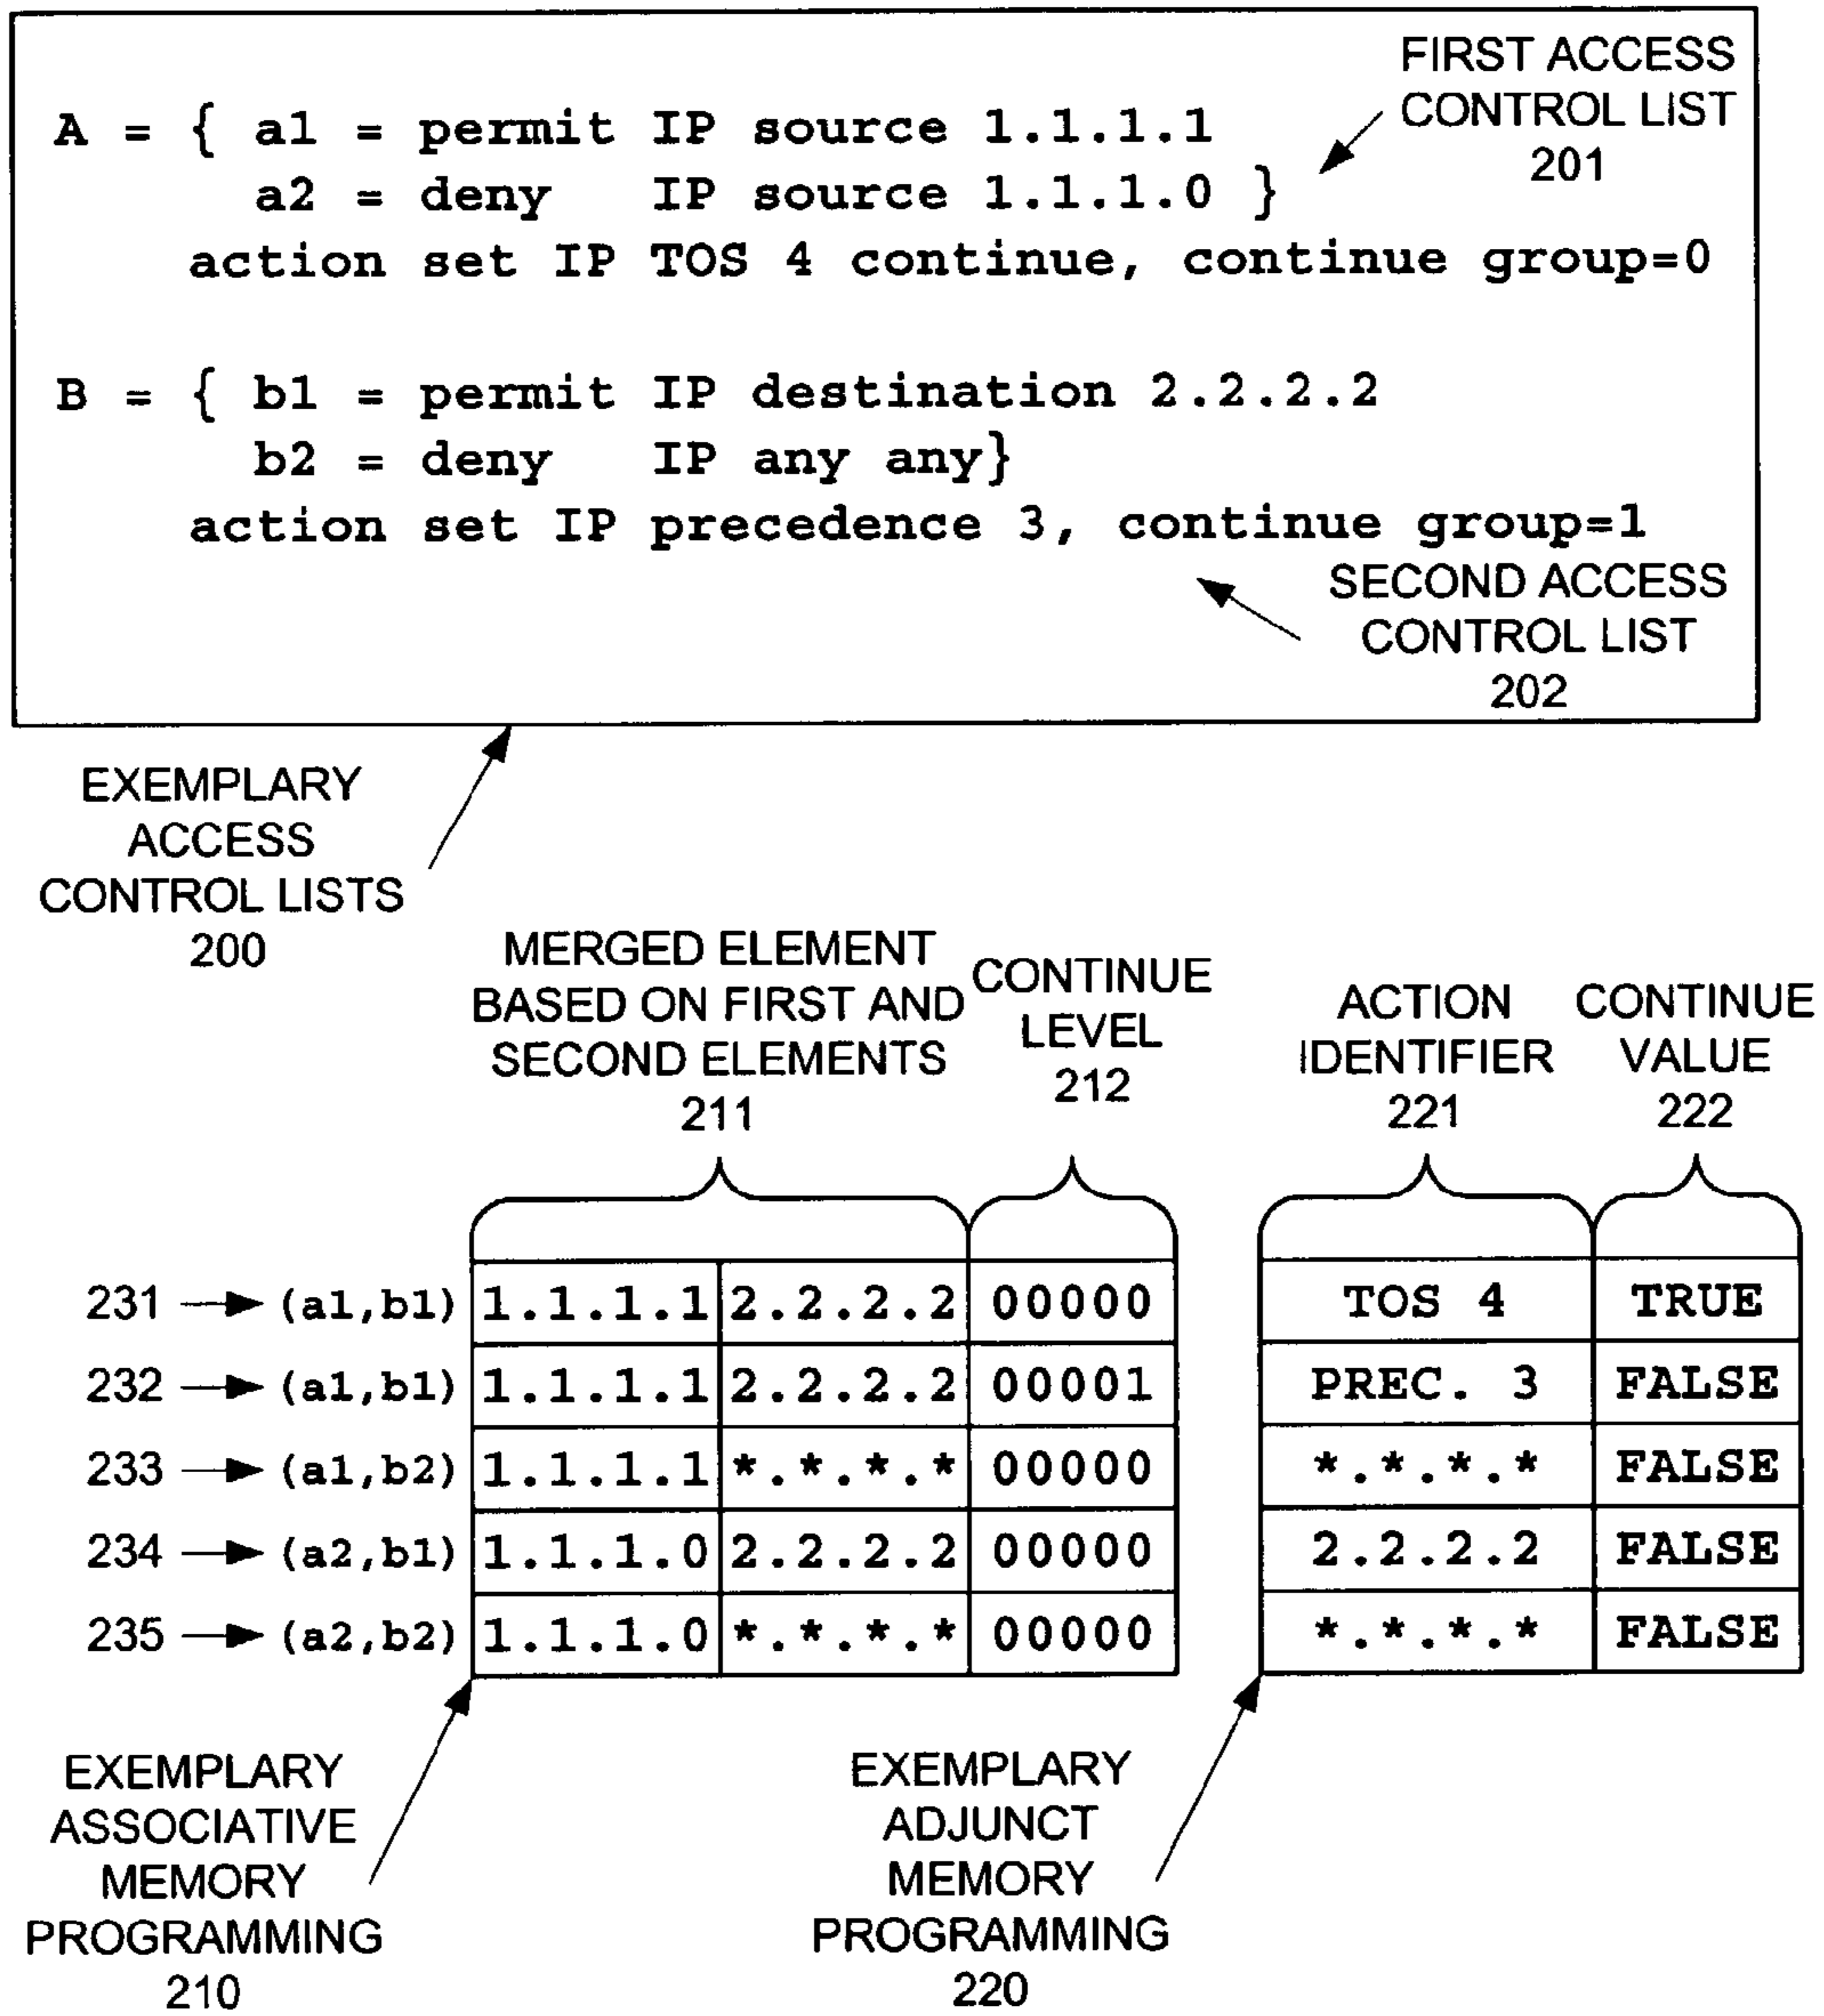 FIRST ACCESS
CONTROL LIST
201
A = { a1 = permit IP source 1.1.1.1
a2 = deny IP source 1.1.1.0 }
action set IP TOS 4 continue, continue group=0
B = { b1 = permit IP destination 2.2.2.2
b2 = deny IP any any}
action set IP precedence 3, continue group=1
SECOND ACCESS
CONTROL LIST
202
EXEMPLARY
ACCESS
CONTROL LISTS
200
MERGED ELEMENT
BASED ON FIRST AND
SECOND ELEMENTS
211
CONTINUE
LEVEL
212
ACTION
IDENTIFIER
221
CONTINUE
VALUE
222
231 (a1,b1) 1.1.1.1 2.2.2.2 00000 TOS 4 TRUE
232 (a1,b1) 1.1.1.1 2.2.2.2 00001 PREC. 3 FALSE
233 (a1,b2) 1.1.1.1 *.*.*.* 00000 *.*.*.* FALSE
234 (a2,b1) 1.1.1.0 2.2.2.2 00000 2.2.2.2 FALSE
235 (a2,b2) 1.1.1.0 *.*.*.* 00000 *.*.*.* FALSE
EXEMPLARY
ASSOCIATIVE
MEMORY
PROGRAMMING
210
EXEMPLARY
ADJUNCT
MEMORY
PROGRAMMING
220